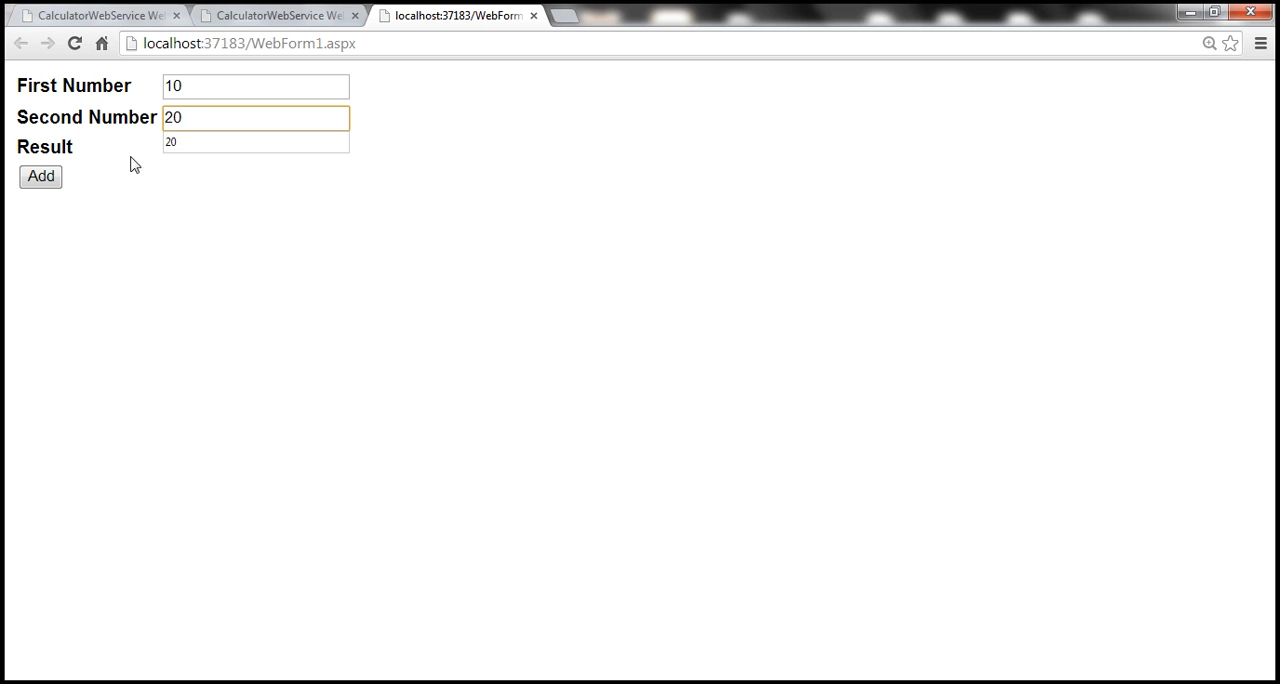 CalculatorWebService We
CalculatorWebService We
localhost:37183/WebForm
localhost:37183/WebForm1.aspx
First Number 10
Second Number 20
Result 20
Add